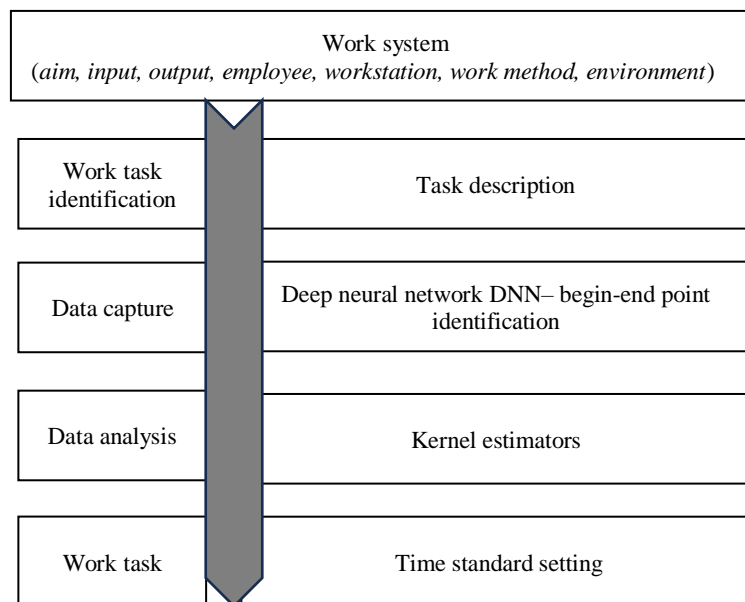 Work system
(aim, input, output, employee, workstation, work method, environment)
Work task
identification
Task description
Data capture
Deep neural network DNN– begin-end point
identification
Data analysis
Kernel estimators
Work task
Time standard setting